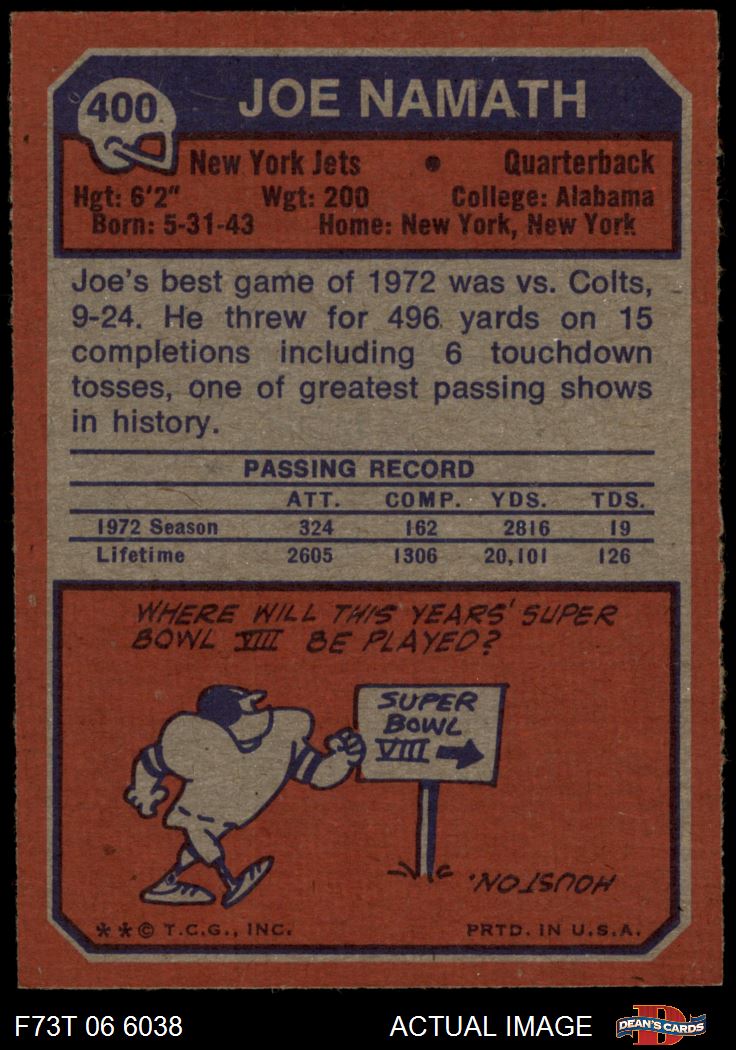 400
JOE NAMATH
New York Jets • Quarterback
Hgt: 6'2" Wgt: 200 College: Alabama
Born: 5-31-43 Home: New York, New York
Joe's best game of 1972 was vs. Colts,
9-24. He threw for 496 yards on 15
completions including 6 touchdown
tosses, one of greatest passing shows
in history.
PASSING RECORD
ATT. COMP. YDS. TDS.
1972 Season 324 162 2816 19
Lifetime 2605 1306 20,101 126
WHERE WILL THIS YEARS' SUPER
BOWL VIII BE PLAYED?
SUPER
BOWL
VIII
HOUSTON.
**© T.C.G., INC. PRTD. IN U.S.A.
F73T 06 6038 ACTUAL IMAGE
D
DEAN'S CARDS